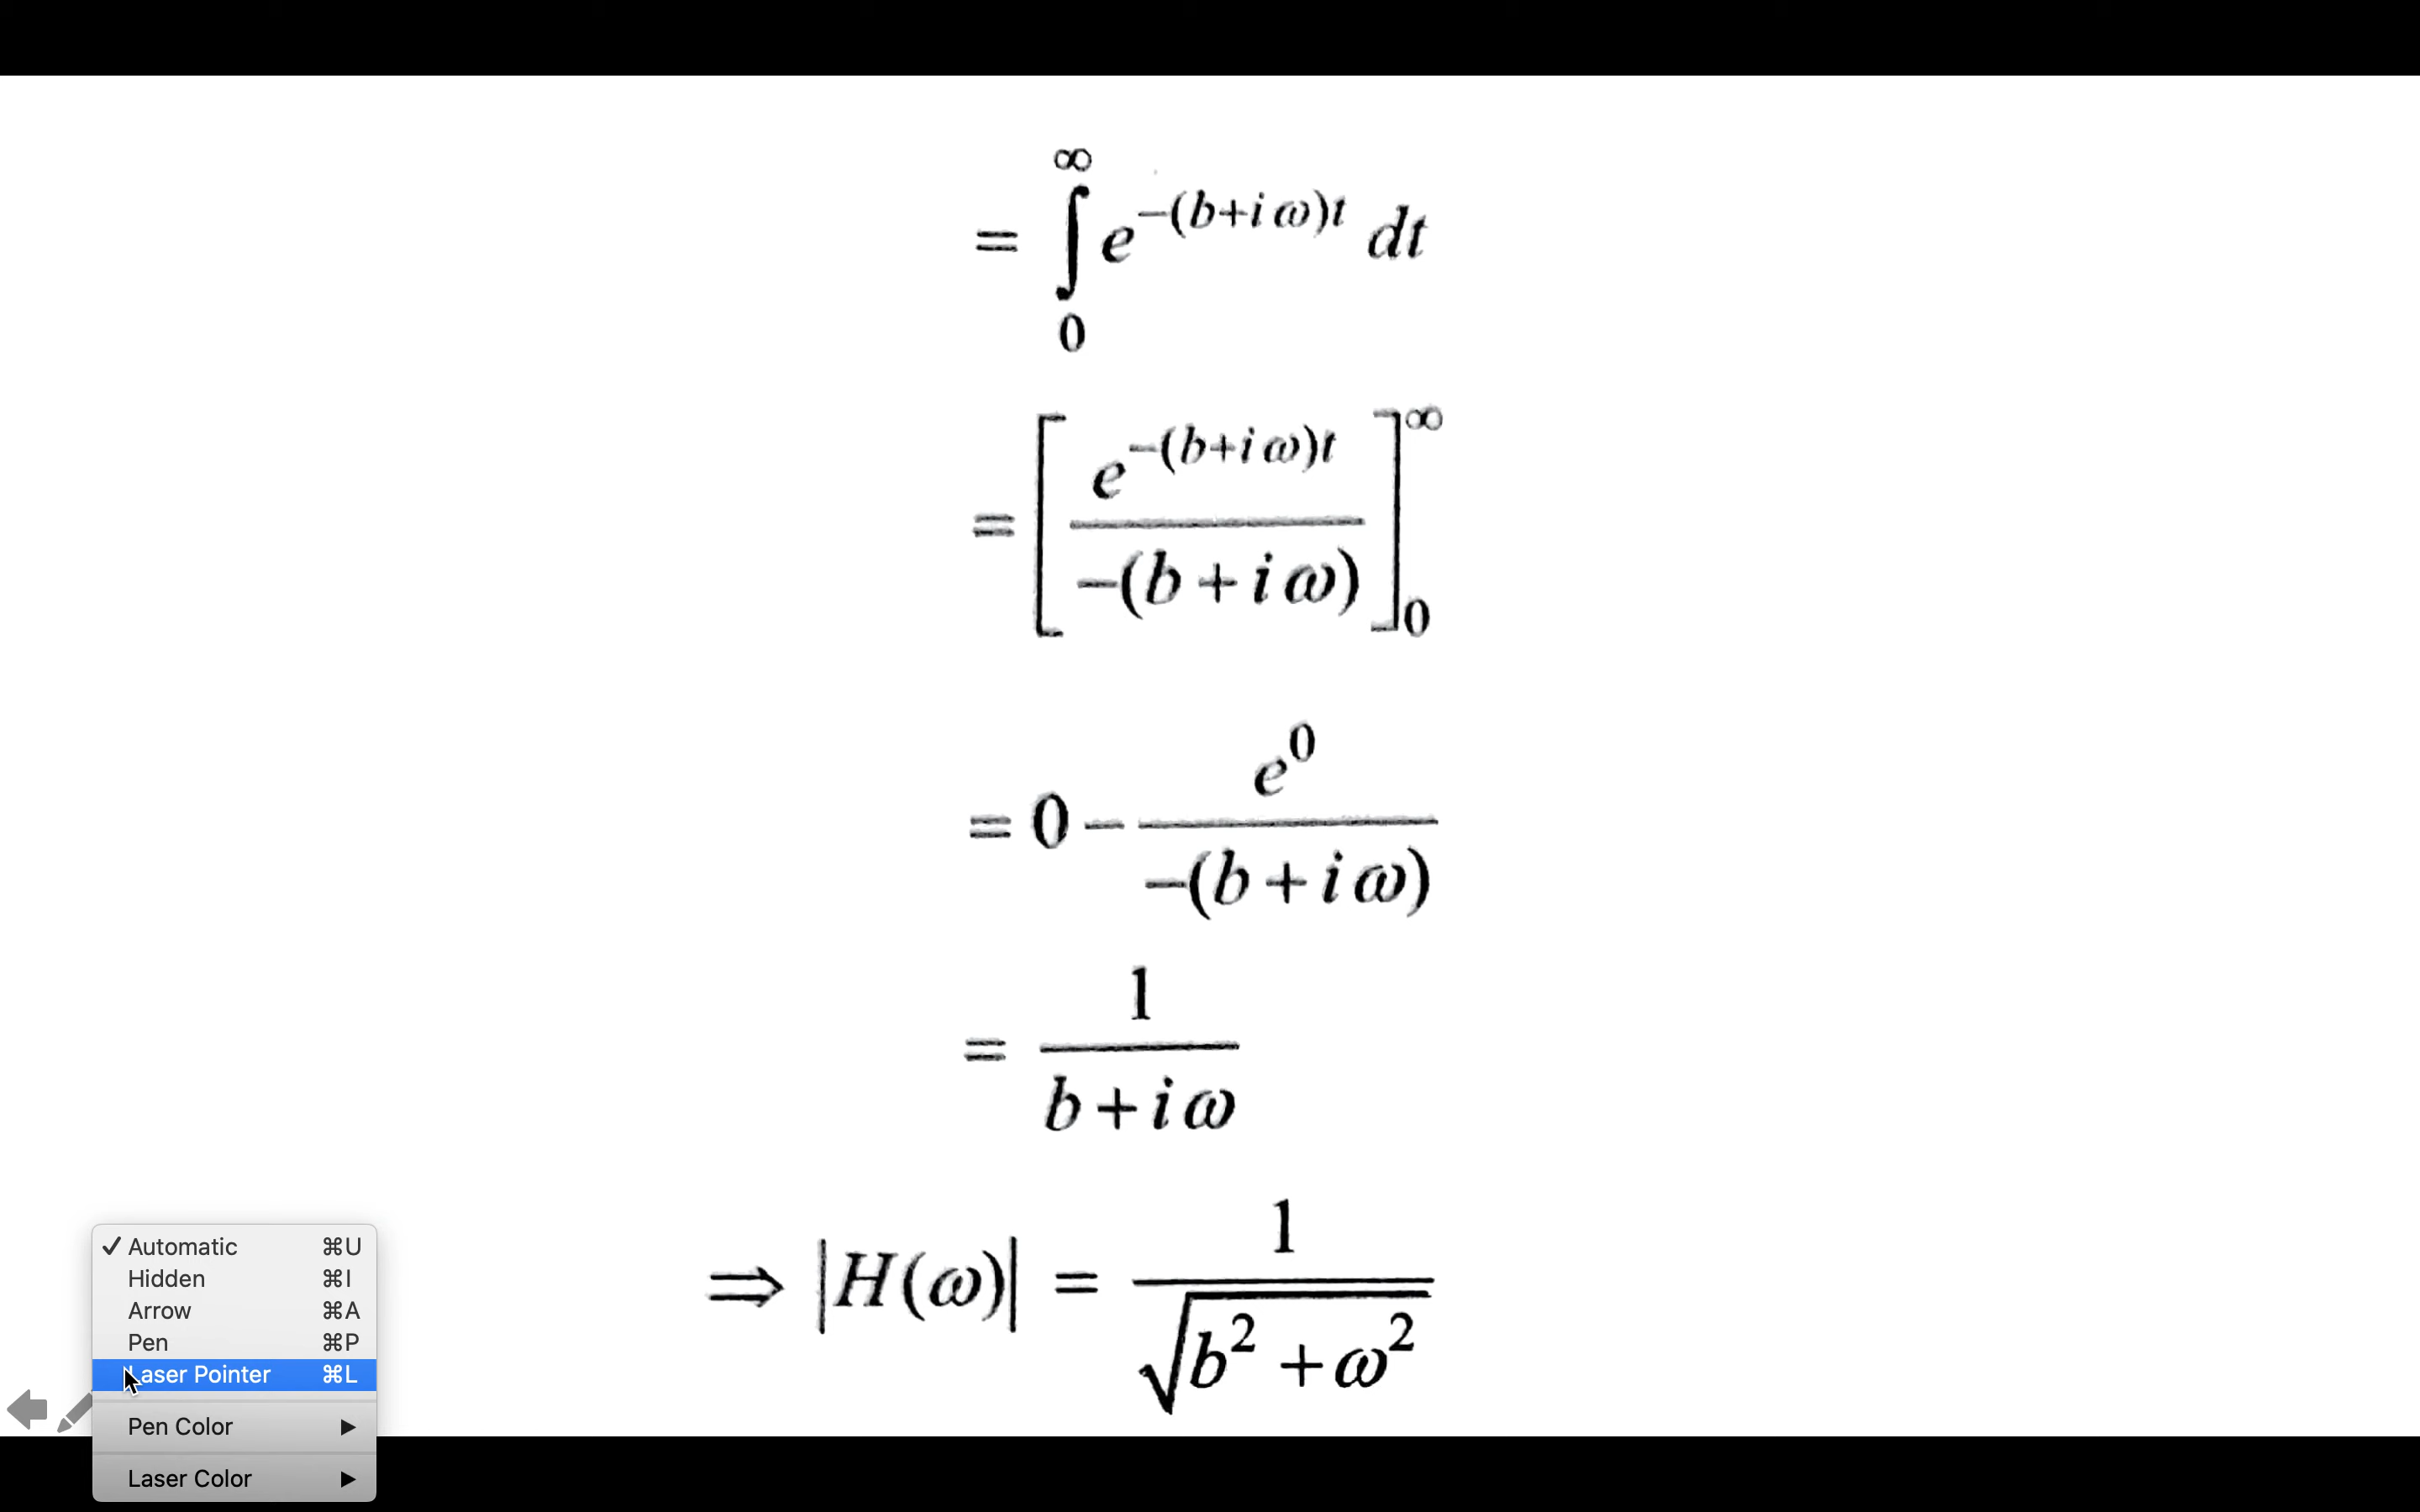 = ∫₀^∞ e^{-(b+iω)t} dt
= [ e^{-(b+iω)t} / -(b+iω) ]₀^∞
= 0 - e^0 / -(b+iω)
= 1 / b+iω
⇒ |H(ω)| = 1 / √(b²+ω²)
✓ Automatic ⌘U
Hidden ⌘I
Arrow ⌘A
Pen ⌘P
Laser Pointer ⌘L
Pen Color ▶
Laser Color ▶